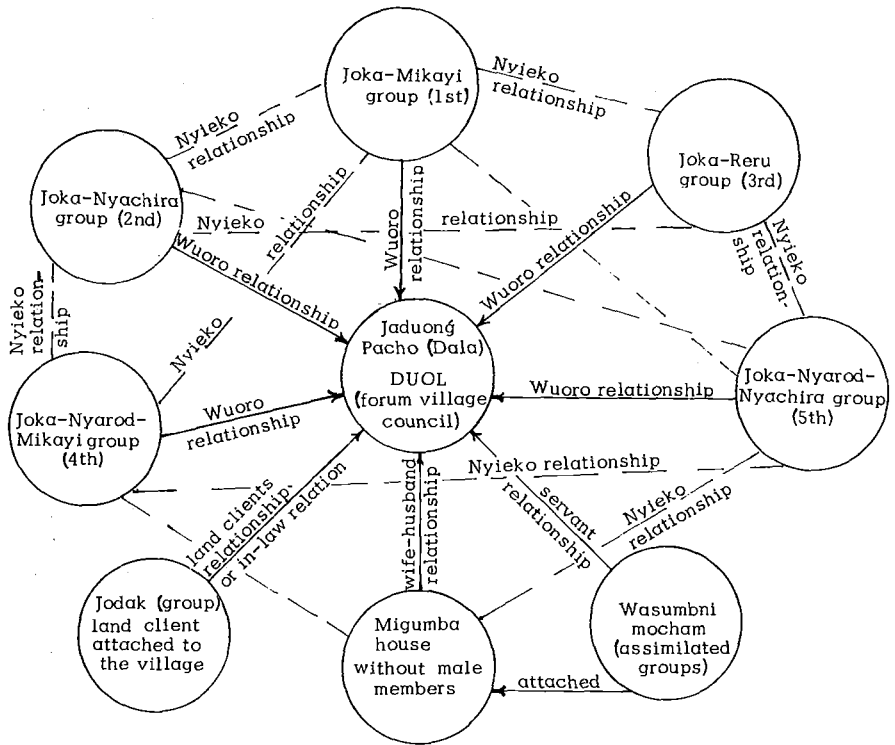 Joka-Mikayi
group (1st)
Nyieko
relationship
Nyieko
relationship
Joka-Reru
group (3rd)
Joka-Nyachira
group (2nd)
Nyieko
relationship
Nyieko
relationship
Wuoro
relationship
Wuoro relationship
Wuoro relationship
Nyieko
relation-
ship
Nyieko
relation-
ship
Jaduong
Pacho (Dala)
DUOL
(forum village
council)
Joka-Nyarod-
Mikayi group
(4th)
Wuoro
relationship
Wuoro relationship
Joka-Nyarod-
Nyachira group
(5th)
Nyieko relationship
land clients
relationship
or in-law relation
wife-husband
relationship
servant
relationship
Nyieko
relationship
Jodak (group)
land client
attached to
the village
Migumba
house
without male
members
Wasumbni
mocham
(assimilated
groups)
attached